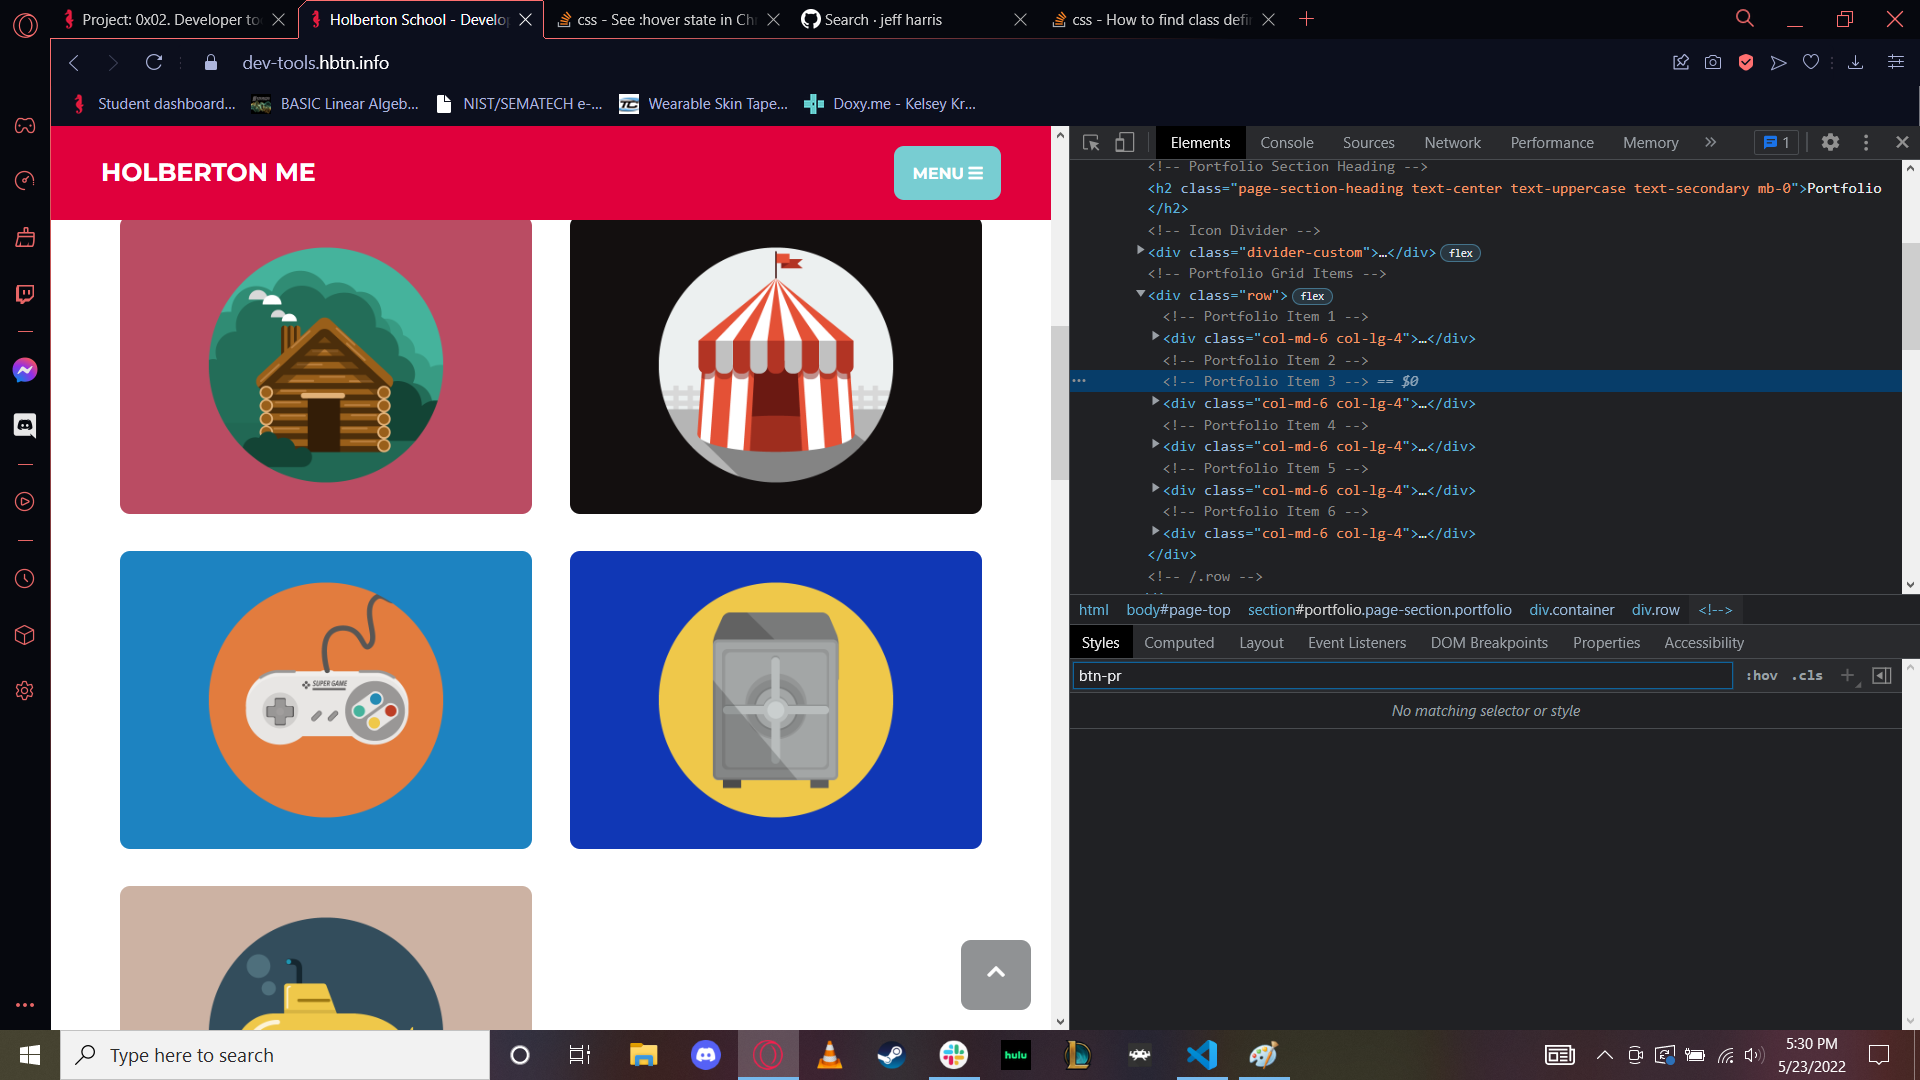 Project: 0x02. Developer to
Holberton School - Develo
css - See :hover state in Ch
Search · jeff harris
css - How to find class defi
dev-tools.hbtn.info
Student dashboard...
BASIC Linear Algeb...
NIST/SEMATECH e-...
Wearable Skin Tape...
Doxy.me - Kelsey Kr...
HOLBERTON ME
MENU
SUPER GAME
Elements Console Sources Network Performance Memory 1
<!-- Portfolio Section Heading -->
<h2 class="page-section-heading text-center text-uppercase text-secondary mb-0">Portfolio
</h2>
<!-- Icon Divider -->
<div class="divider-custom">…</div> flex
<!-- Portfolio Grid Items -->
<div class="row"> flex
<!-- Portfolio Item 1 -->
<div class="col-md-6 col-lg-4">…</div>
<!-- Portfolio Item 2 -->
<!-- Portfolio Item 3 --> == $0
<div class="col-md-6 col-lg-4">…</div>
<!-- Portfolio Item 4 -->
<div class="col-md-6 col-lg-4">…</div>
<!-- Portfolio Item 5 -->
<div class="col-md-6 col-lg-4">…</div>
<!-- Portfolio Item 6 -->
<div class="col-md-6 col-lg-4">…</div>
</div>
<!-- /.row -->
html body#page-top section#portfolio.page-section.portfolio div.container div.row <!-->
Styles Computed Layout Event Listeners DOM Breakpoints Properties Accessibility
btn-pr :hov .cls
No matching selector or style
Type here to search
hulu
5:30 PM
5/23/2022